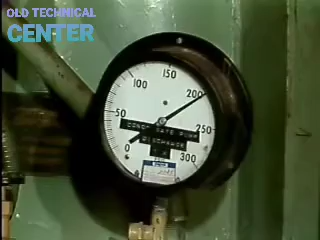 OLD TECHNICAL
CENTER
150
100
200
50
250
0
300
CONDENSATE PUMP
DISCHARGE